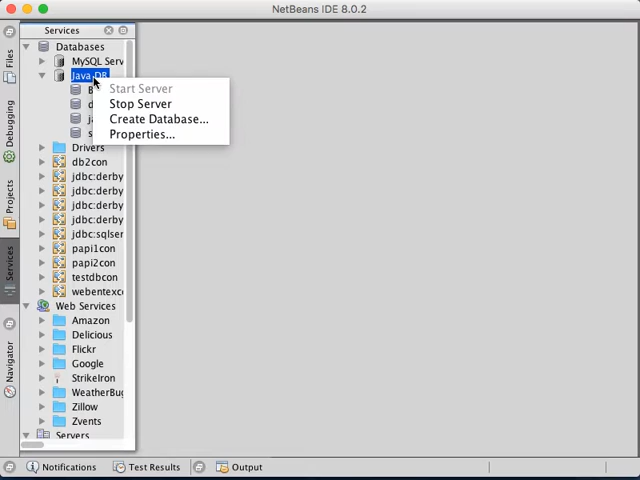 NetBeans IDE 8.0.2
Services
Files
Debugging
Projects
Services
Navigator
Databases
MySQL Serv
Java DB
Start Server
Stop Server
Create Database...
Properties...
Drivers
db2con
jdbc:derby
jdbc:derby
jdbc:derby
jdbc:derby
jdbc:sqlser
papi1con
papi2con
testdbcon
webentexc
Web Services
Amazon
Delicious
Flickr
Google
StrikeIron
WeatherBug
Zillow
Zvents
Servers
Notifications
Test Results
Output